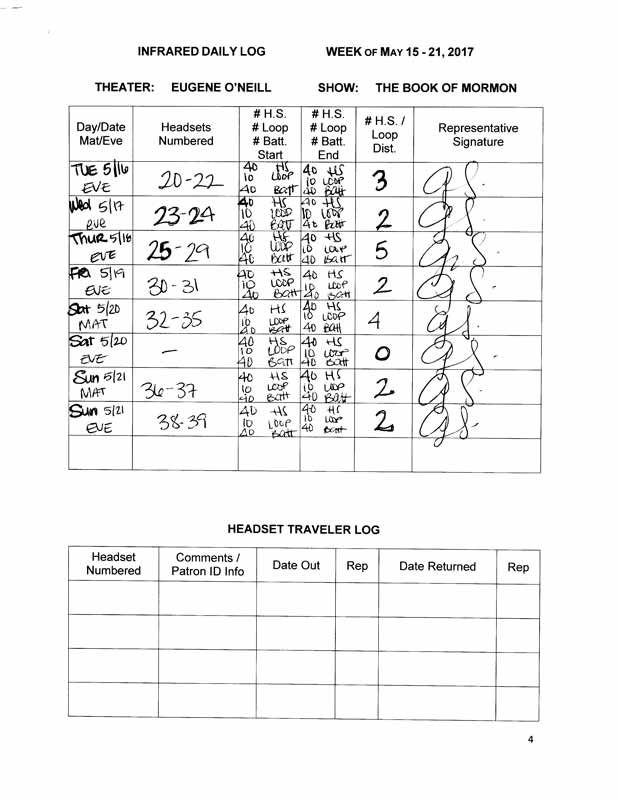 INFRARED DAILY LOG WEEK OF MAY 15 - 21, 2017
THEATER: EUGENE O'NEILL SHOW: THE BOOK OF MORMON
Day/Date Mat/Eve Headsets Numbered # H.S. # Loop # Batt. Start # H.S. # Loop # Batt. End # H.S. / Loop Dist. Representative Signature
TUE 5/16 EVE 20-22 40 HS 10 LOOP 40 Batt 40 HS 10 LOOP 40 Batt 3 GS.
Wed 5/17 eve 23-24 40 HS 10 LOOP 40 Batt 40 HS 10 LOOP 40 Batt 2 GS.
Thur 5/18 EVE 25-29 40 HS 10 LOOP 40 Batt 40 HS 10 LOOP 40 Batt 5 GS.
Fri 5/19 EVE 30-31 40 HS 10 LOOP 40 Batt 40 HS 10 LOOP 40 Batt 2 GS.
Sat 5/20 MAT 32-35 40 HS 10 LOOP 40 Batt 40 HS 10 LOOP 40 Batt 4 GS.
Sat 5/20 EVE - 40 HS 10 LOOP 40 Batt 40 HS 10 LOOP 40 Batt 0 GS.
Sun 5/21 MAT 36-37 40 HS 10 LOOP 40 Batt 40 HS 10 LOOP 40 Batt 2 GS.
Sun 5/21 EVE 38-39 40 HS 10 LOOP 40 Batt 40 HS 10 LOOP 40 Batt 2 GS.
HEADSET TRAVELER LOG
Headset Numbered Comments / Patron ID Info Date Out Rep Date Returned Rep
4